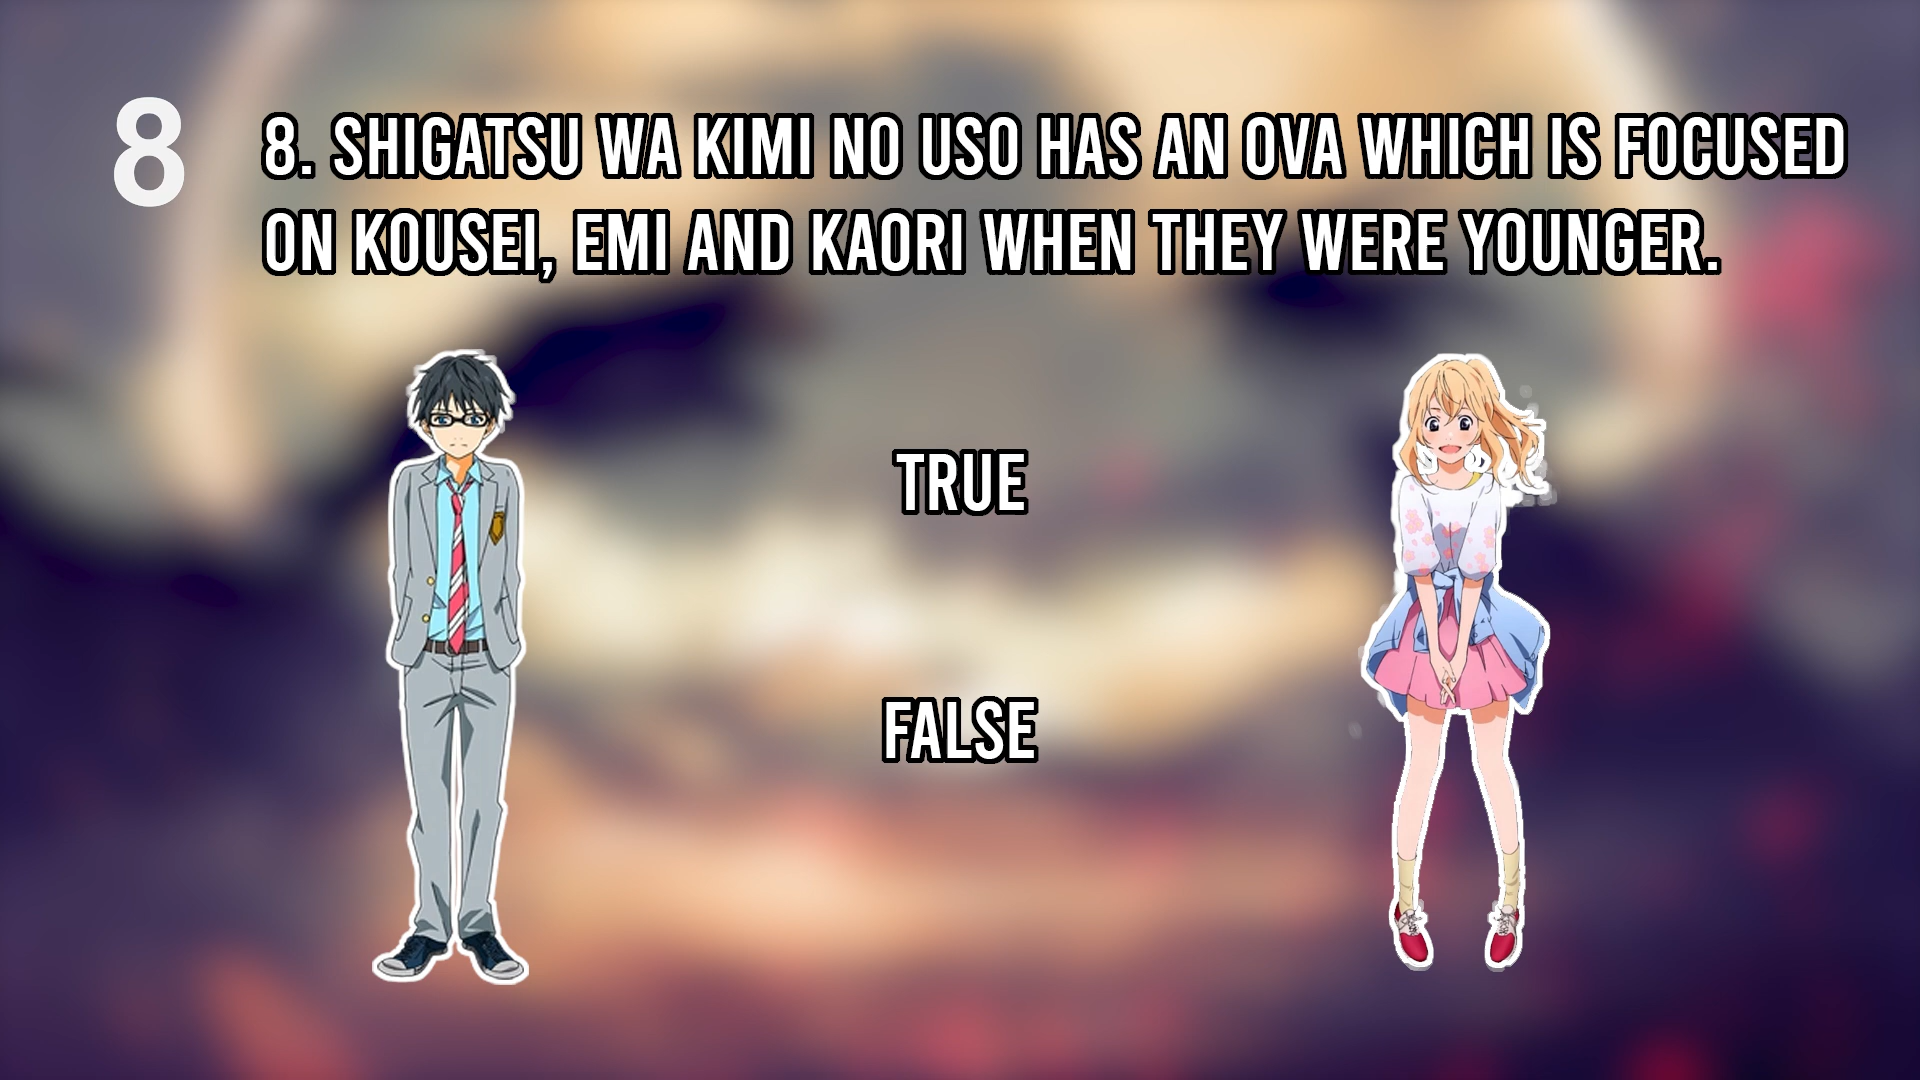 8
8. SHIGATSU WA KIMI NO USO HAS AN OVA WHICH IS FOCUSED
ON KOUSEI, EMI AND KAORI WHEN THEY WERE YOUNGER.
TRUE
FALSE